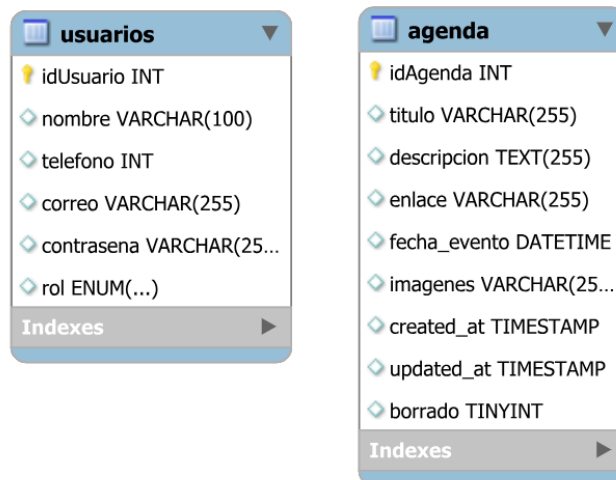 usuarios
idUsuario INT
nombre VARCHAR(100)
telefono INT
correo VARCHAR(255)
contrasena VARCHAR(25...
rol ENUM(...)
Indexes
agenda
idAgenda INT
titulo VARCHAR(255)
descripcion TEXT(255)
enlace VARCHAR(255)
fecha_evento DATETIME
imagenes VARCHAR(25...
created_at TIMESTAMP
updated_at TIMESTAMP
borrado TINYINT
Indexes